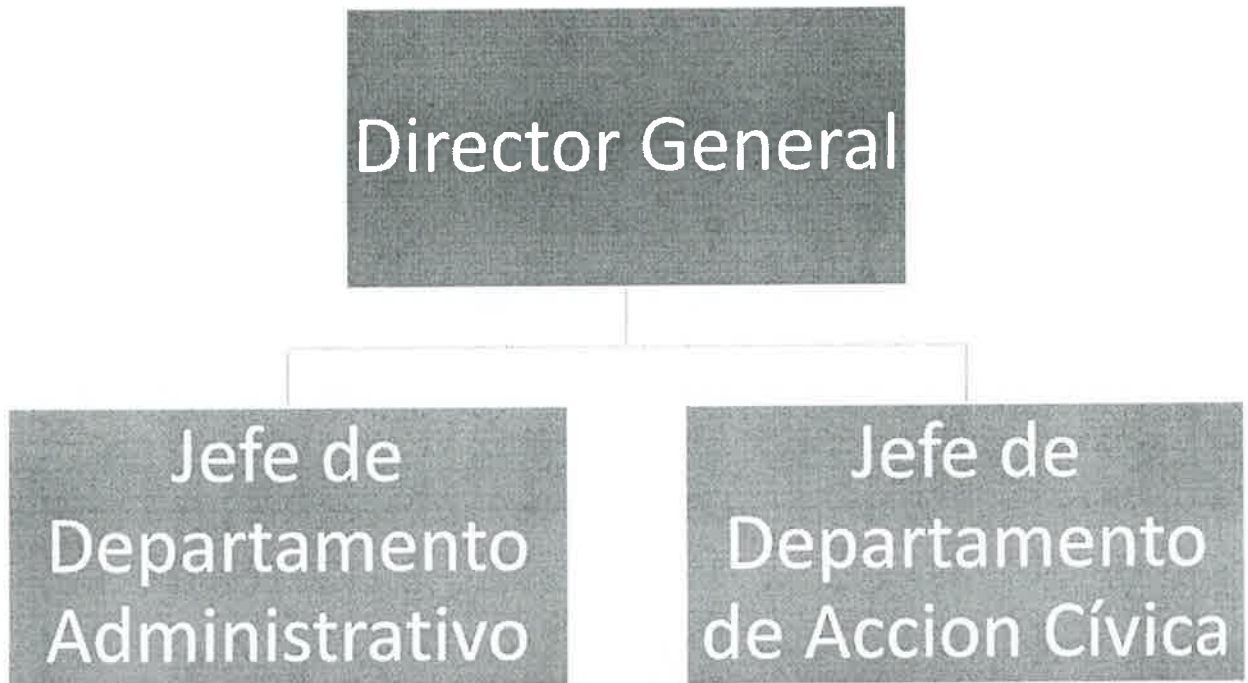 Director General
Jefe de
Departamento
Administrativo
Jefe de
Departamento
de Accion Cívica